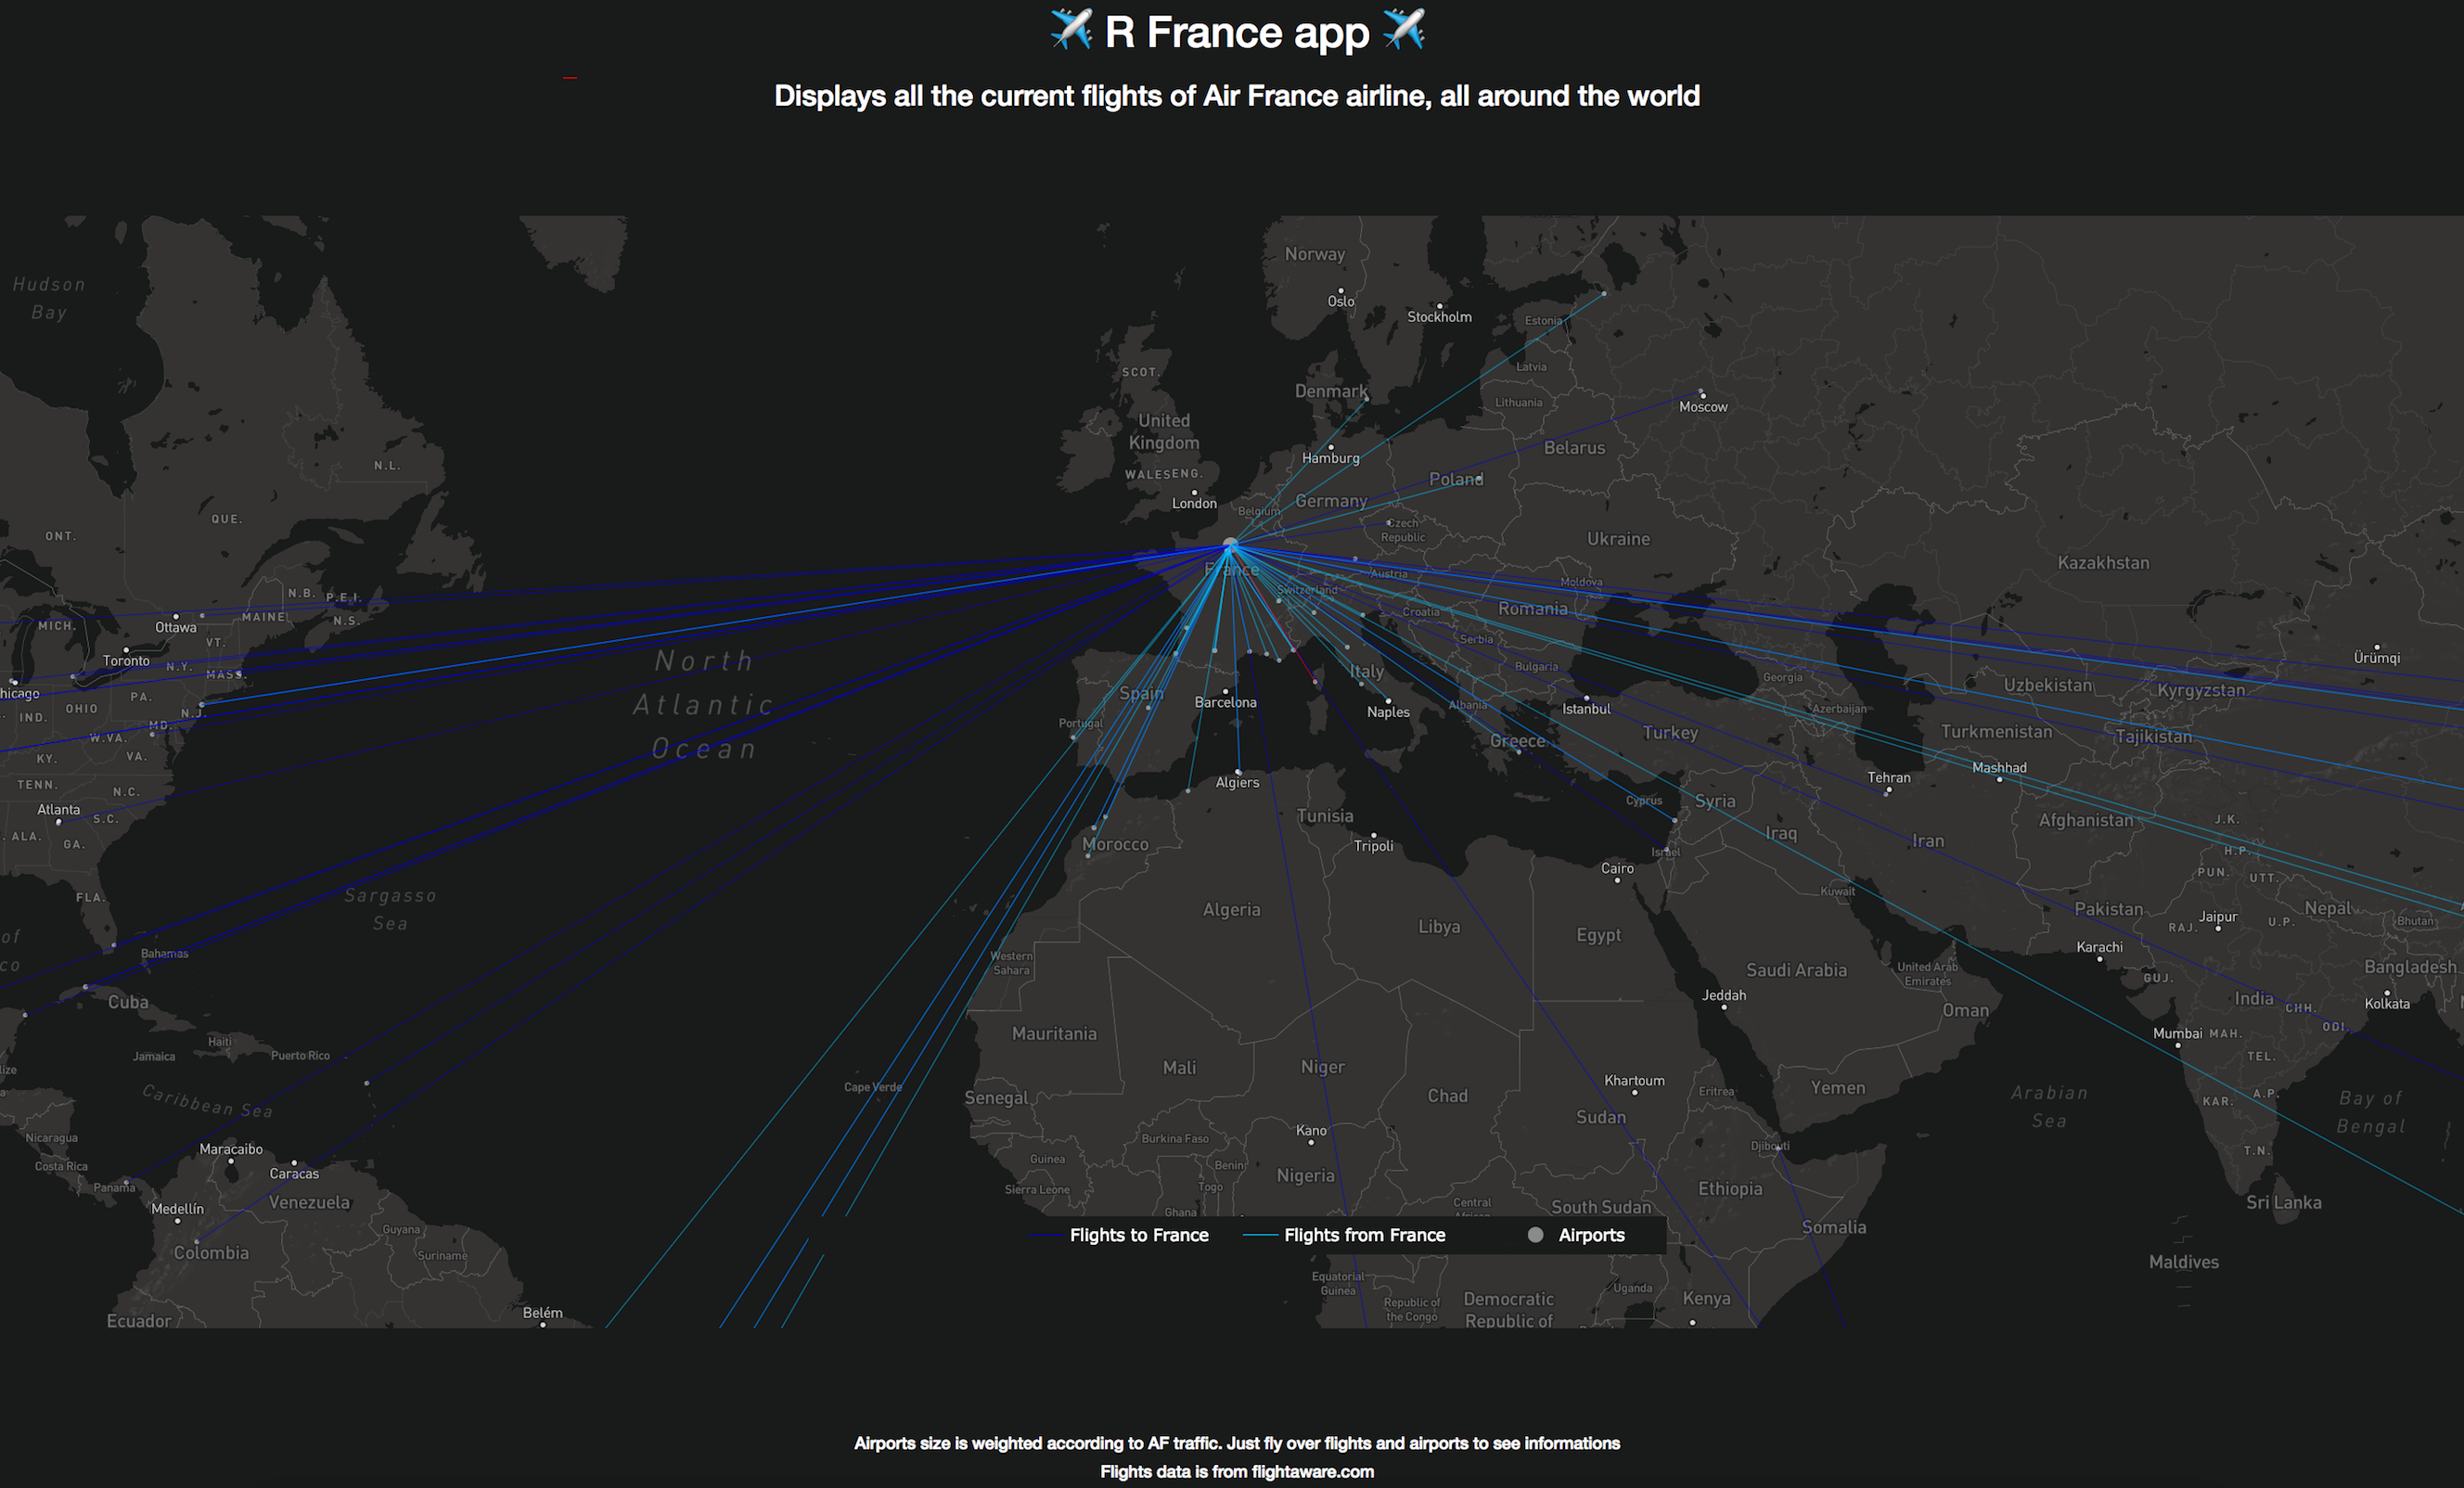 ✈️ R France app ✈️
Displays all the current flights of Air France airline, all around the world
Hudson
Bay
Norway
Oslo
Stockholm
Estonia
SCOT.
Latvia
Denmark
Lithuania
Moscow
United
Kingdom
Belarus
Hamburg
N.L.
WALES
ENG.
Poland
London
Germany
Belgium
QUE.
Czech
Republic
ONT.
Ukraine
Kazakhstan
France
Austria
Moldova
Switzerland
N.B.
P.E.I.
MAINE
N.S.
Croatia
Romania
MICH.
Ottawa
VT.
Serbia
Toronto
N.Y.
MASS.
North
Atlantic
Ocean
Italy
Bulgaria
Ürümqi
Georgia
Uzbekistan
Kyrgyzstan
hicago
PA.
OHIO
N.J.
IND.
Spain
Barcelona
Naples
Albania
Istanbul
Azerbaijan
Portugal
MD.
W.VA.
VA.
KY.
Greece
Turkey
Turkmenistan
Tajikistan
TENN.
N.C.
Algiers
Tehran
Mashhad
Atlanta
S.C.
Cyprus
Syria
ALA.
GA.
Tunisia
Iraq
Iran
Afghanistan
J.K.
Morocco
Tripoli
Israel
H.P.
Cairo
PUN.
UTT.
FLA.
Sargasso
Sea
Kuwait
Algeria
Libya
Egypt
Pakistan
Jaipur
Nepal
Bhutan
RAJ.
U.P.
of
co
Bahamas
Western
Sahara
Karachi
Saudi Arabia
United Arab
Emirates
GUJ.
Bangladesh
Cuba
Jeddah
Oman
India
CHH.
Kolkata
Mauritania
Mumbai
MAH.
ODI.
Haiti
Jamaica
Puerto Rico
TEL.
Mali
Niger
lize
Cape Verde
Khartoum
Eritrea
Yemen
Arabian
Sea
A.P.
KAR.
Bay of
Bengal
Caribbean Sea
Senegal
Chad
Sudan
Nicaragua
Burkina Faso
Kano
Djibouti
T.N.
Maracaibo
Costa Rica
Caracas
Guinea
Benin
Nigeria
Panama
Sierra Leone
Togo
Ethiopia
Venezuela
Medellín
Ghana
Central
South Sudan
Sri Lanka
Guyana
Somalia
Colombia
Suriname
Flights to France
Flights from France
Airports
Maldives
Equatorial
Guinea
Uganda
Republic of
the Congo
Democratic
Republic of
Kenya
Belém
Ecuador
Airports size is weighted according to AF traffic. Just fly over flights and airports to see informations
Flights data is from flightaware.com